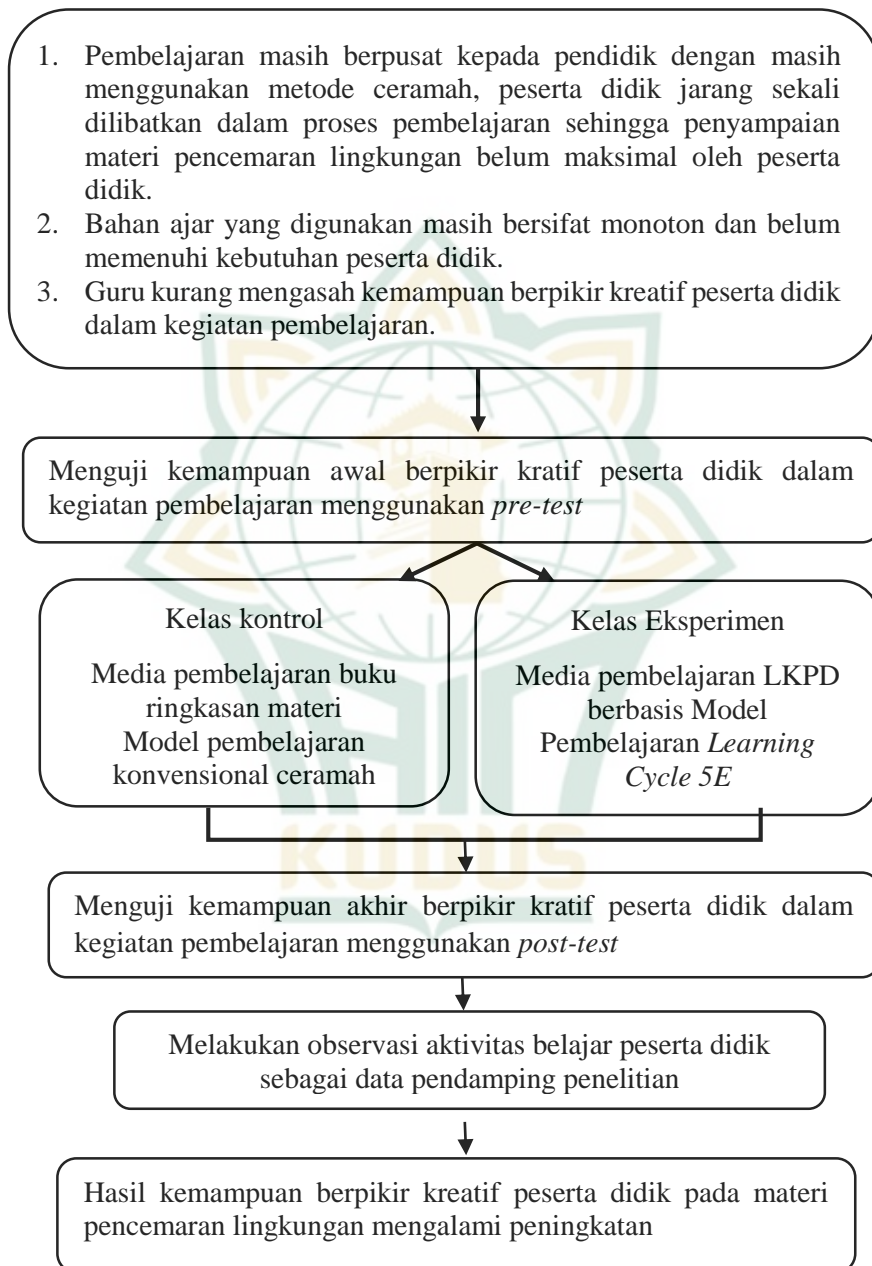 1. Pembelajaran masih berpusat kepada pendidik dengan masih
menggunakan metode ceramah, peserta didik jarang sekali
dilibatkan dalam proses pembelajaran sehingga penyampaian
materi pencemaran lingkungan belum maksimal oleh peserta
didik.
2. Bahan ajar yang digunakan masih bersifat monoton dan belum
memenuhi kebutuhan peserta didik.
3. Guru kurang mengasah kemampuan berpikir kreatif peserta didik
dalam kegiatan pembelajaran.
Menguji kemampuan awal berpikir kratif peserta didik dalam
kegiatan pembelajaran menggunakan pre-test
Kelas kontrol
Media pembelajaran buku
ringkasan materi
Model pembelajaran
konvensional ceramah
Kelas Eksperimen
Media pembelajaran LKPD
berbasis Model
Pembelajaran Learning
Cycle 5E
KUDUS
Menguji kemampuan akhir berpikir kratif peserta didik dalam
kegiatan pembelajaran menggunakan post-test
Melakukan observasi aktivitas belajar peserta didik
sebagai data pendamping penelitian
Hasil kemampuan berpikir kreatif peserta didik pada materi
pencemaran lingkungan mengalami peningkatan